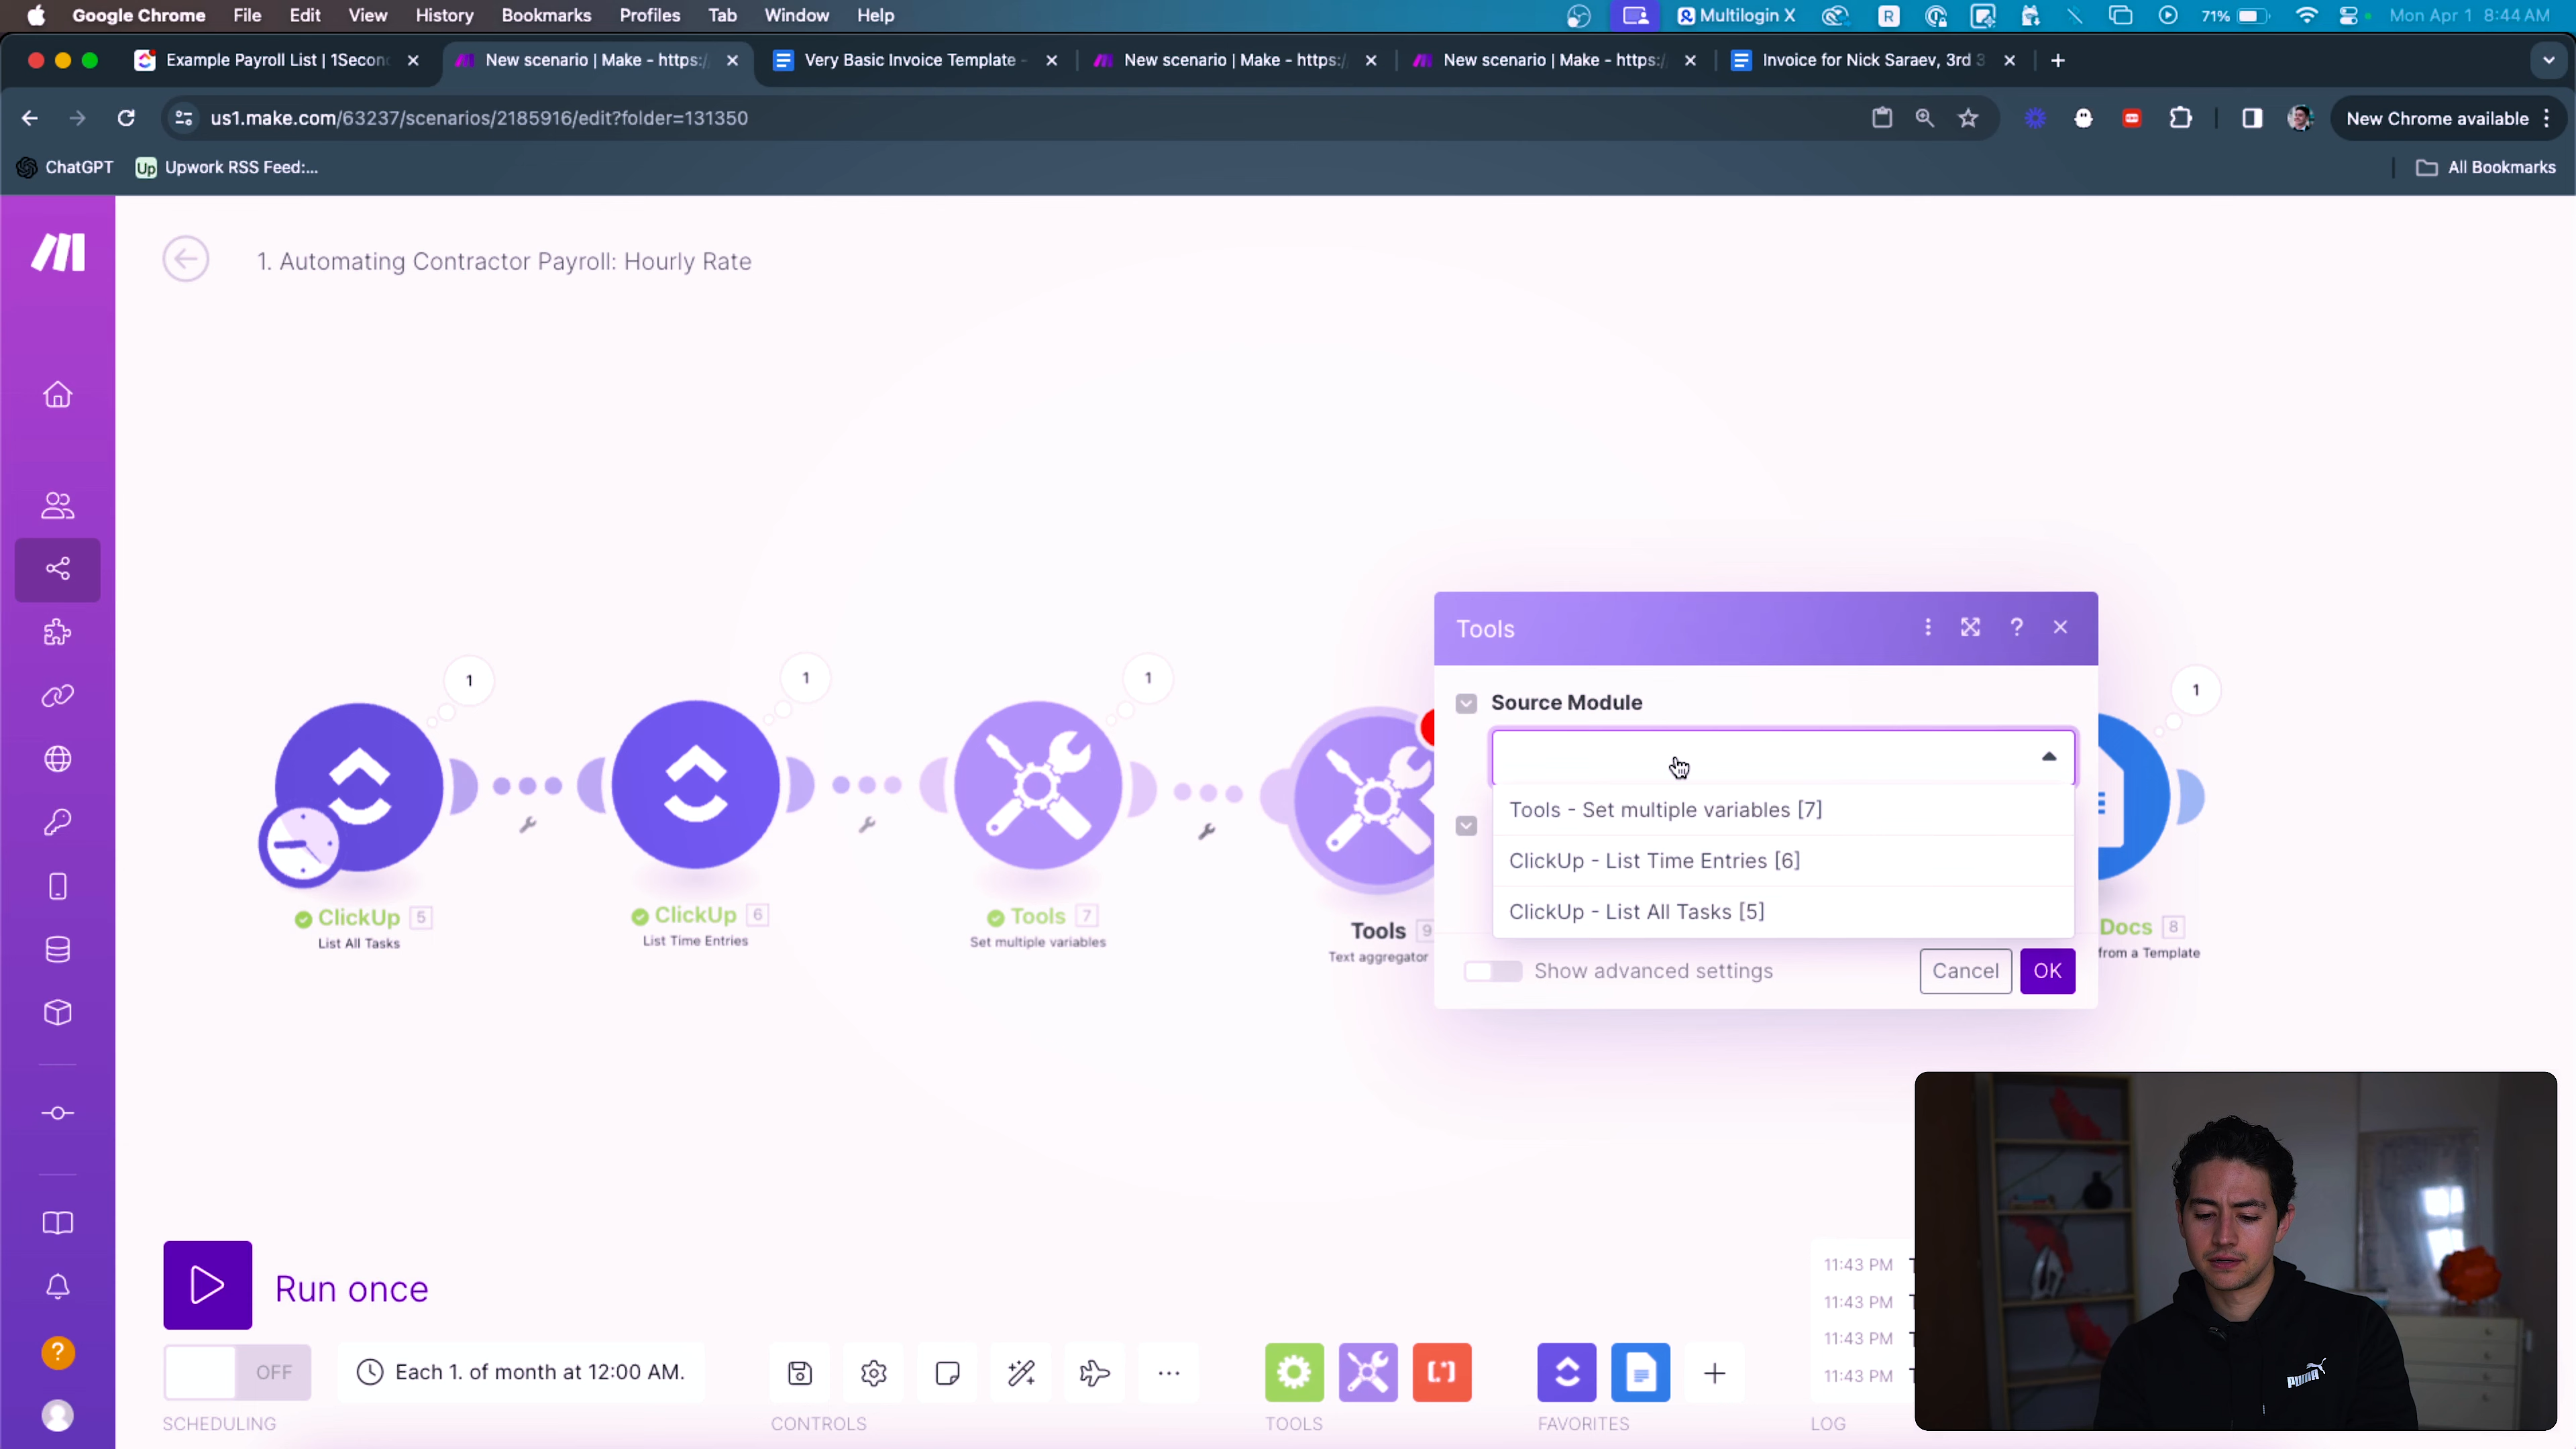 Google Chrome File Edit View History Bookmarks Profiles Tab Window Help
Multilogin X 71% Mon Apr 1 8:44 AM
Example Payroll List | 1Secon
New scenario | Make - https:/
Very Basic Invoice Template -
New scenario | Make - https:/
New scenario | Make - https:/
Invoice for Nick Saraev, 3rd 3
us1.make.com/63237/scenarios/2185916/edit?folder=131350
New Chrome available
ChatGPT
Up
Upwork RSS Feed:...
All Bookmarks
1. Automating Contractor Payroll: Hourly Rate
1
1
1
1
ClickUp 5
List All Tasks
ClickUp 6
List Time Entries
Tools 7
Set multiple variables
Tools 9
Text aggregator
Docs 8
from a Template
Tools
?
Source Module
Tools - Set multiple variables [7]
ClickUp - List Time Entries [6]
ClickUp - List All Tasks [5]
Show advanced settings
Cancel
OK
Run once
OFF
Each 1. of month at 12:00 AM.
SCHEDULING
CONTROLS
TOOLS
FAVORITES
LOG
11:43 PM
11:43 PM
11:43 PM
11:43 PM
?
PUMA